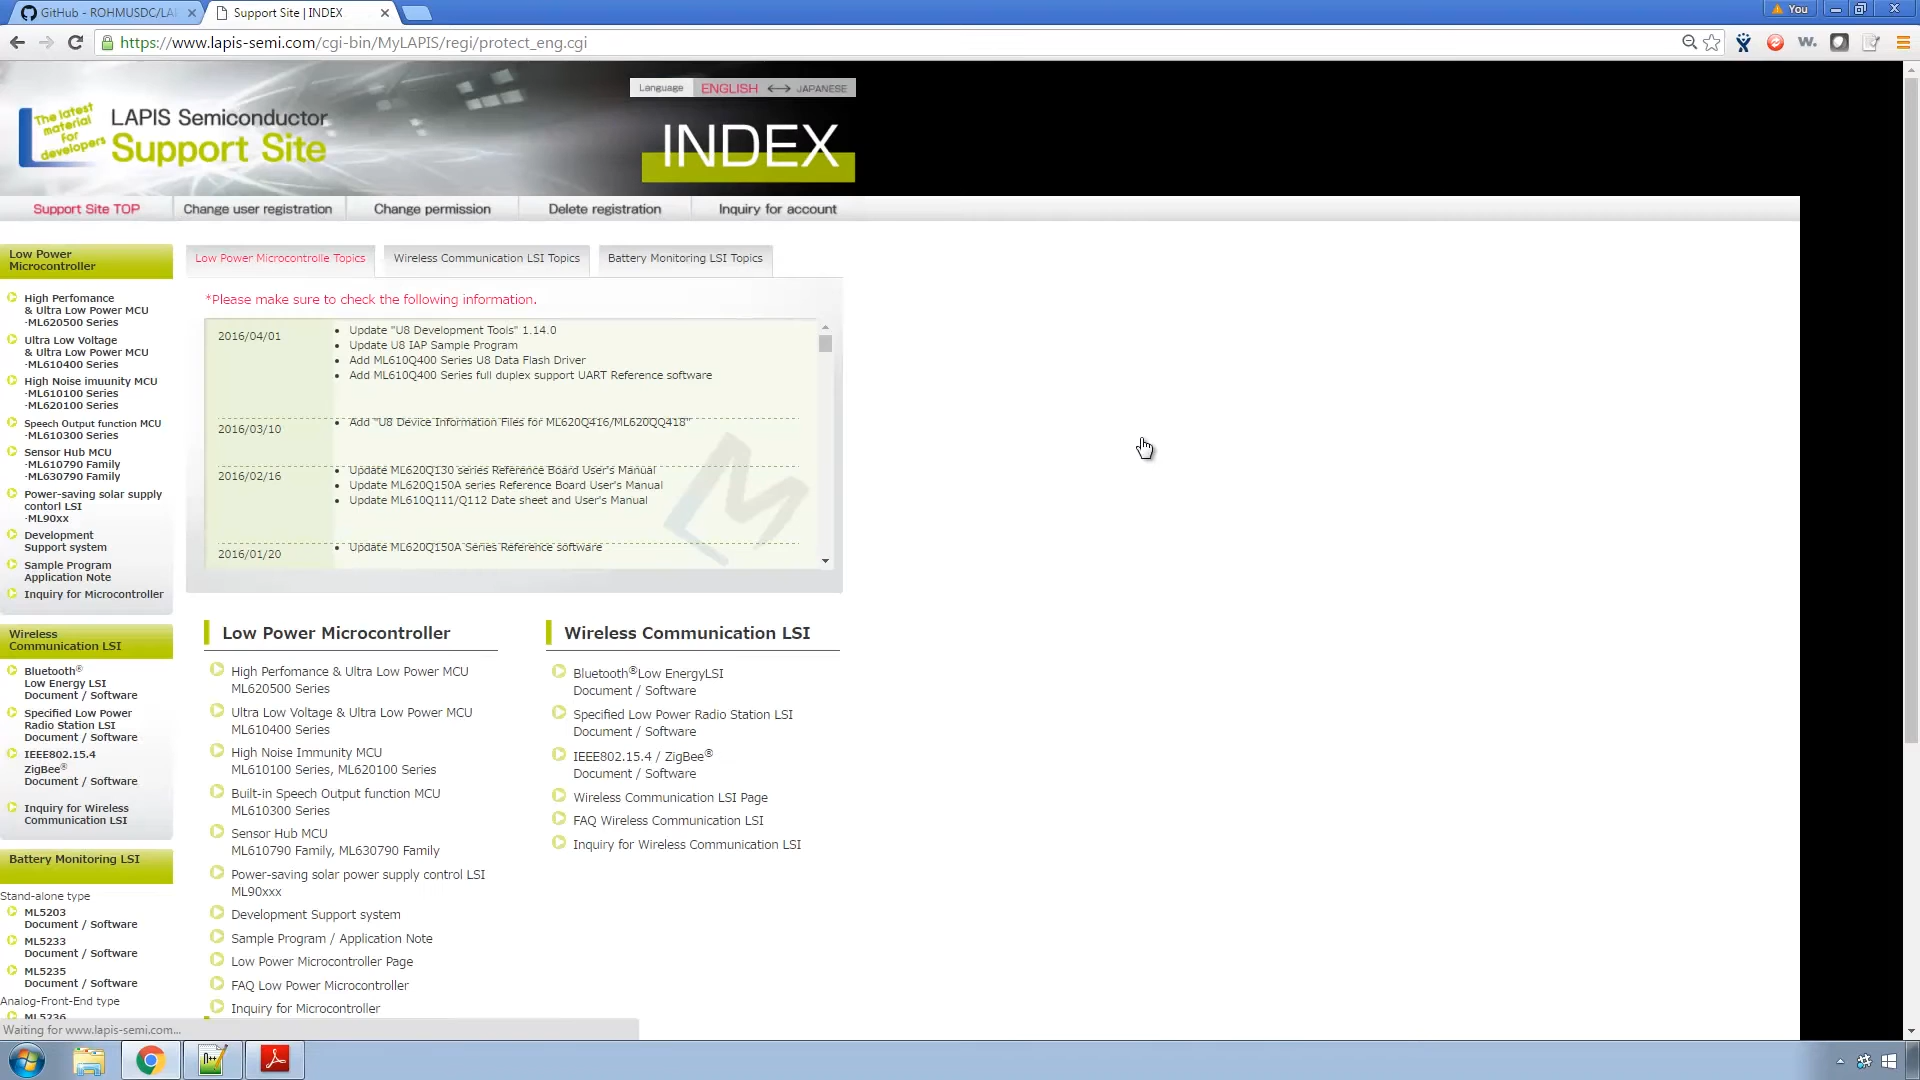 GitHub - ROHMUSDC/LA
Support Site | INDEX
You
https://www.lapis-semi.com/cgi-bin/MyLAPIS/regi/protect_eng.cgi
W.
Language ENGLISH JAPANESE
The latest
material
for
developers
LAPIS Semiconductor
Support Site
INDEX
Support Site TOP
Change user registration
Change permission
Delete registration
Inquiry for account
Low Power
Microcontroller
High Perfomance
& Ultra Low Power MCU
-ML620500 Series
Ultra Low Voltage
& Ultra Low Power MCU
-ML610400 Series
High Noise imuunity MCU
-ML610100 Series
-ML620100 Series
Speech Output function MCU
-ML610300 Series
Sensor Hub MCU
-ML610790 Family
-ML630790 Family
Power-saving solar supply
contorl LSI
-ML90xx
Development
Support system
Sample Program
Application Note
Inquiry for Microcontroller
Wireless
Communication LSI
Bluetooth®
Low Energy LSI
Document / Software
Specified Low Power
Radio Station LSI
Document / Software
IEEE802.15.4
ZigBee®
Document / Software
Inquiry for Wireless
Communication LSI
Battery Monitoring LSI
Stand-alone type
ML5203
Document / Software
ML5233
Document / Software
ML5235
Document / Software
Analog-Front-End type
ML5236
Low Power Microcontrolle Topics
Wireless Communication LSI Topics
Battery Monitoring LSI Topics
*Please make sure to check the following information.
2016/04/01
Update "U8 Development Tools" 1.14.0
Update U8 IAP Sample Program
Add ML610Q400 Series U8 Data Flash Driver
Add ML610Q400 Series full duplex support UART Reference software
2016/03/10
Add "U8 Device Information Files for ML620Q416/ML620QQ418"
2016/02/16
Update ML620Q130 series Reference Board User's Manual
Update ML620Q150A series Reference Board User's Manual
Update ML610Q111/Q112 Date sheet and User's Manual
2016/01/20
Update ML620Q150A Series Reference software
Low Power Microcontroller
High Perfomance & Ultra Low Power MCU
ML620500 Series
Ultra Low Voltage & Ultra Low Power MCU
ML610400 Series
High Noise Immunity MCU
ML610100 Series, ML620100 Series
Built-in Speech Output function MCU
ML610300 Series
Sensor Hub MCU
ML610790 Family, ML630790 Family
Power-saving solar power supply control LSI
ML90xxx
Development Support system
Sample Program / Application Note
Low Power Microcontroller Page
FAQ Low Power Microcontroller
Inquiry for Microcontroller
Wireless Communication LSI
Bluetooth®Low EnergyLSI
Document / Software
Specified Low Power Radio Station LSI
Document / Software
IEEE802.15.4 / ZigBee®
Document / Software
Wireless Communication LSI Page
FAQ Wireless Communication LSI
Inquiry for Wireless Communication LSI
Waiting for www.lapis-semi.com...